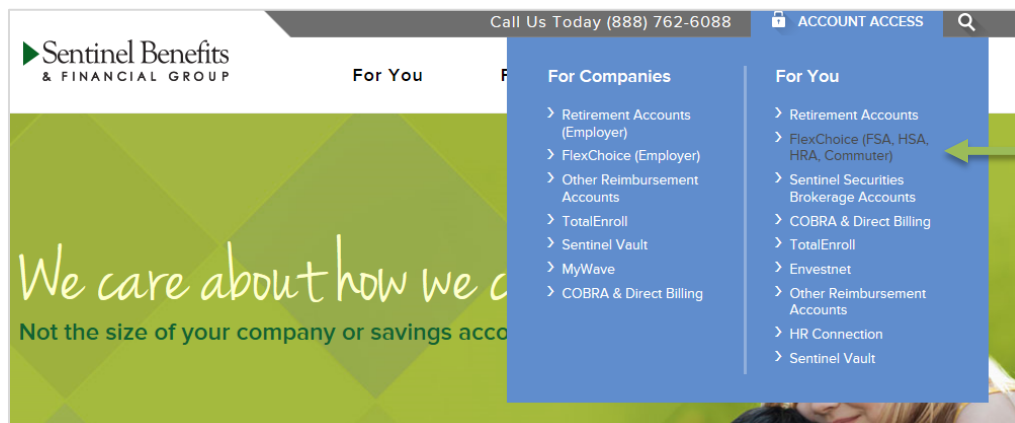 Call Us Today (888) 762-6088
ACCOUNT ACCESS
Sentinel Benefits
& FINANCIAL GROUP
For You
F
For Companies
Retirement Accounts
(Employer)
FlexChoice (Employer)
Other Reimbursement
Accounts
TotalEnroll
Sentinel Vault
MyWave
COBRA & Direct Billing
For You
Retirement Accounts
FlexChoice (FSA, HSA,
HRA, Commuter)
Sentinel Securities
Brokerage Accounts
COBRA & Direct Billing
TotalEnroll
Envestnet
Other Reimbursement
Accounts
HR Connection
Sentinel Vault
We care about how we c
Not the size of your company or savings acco